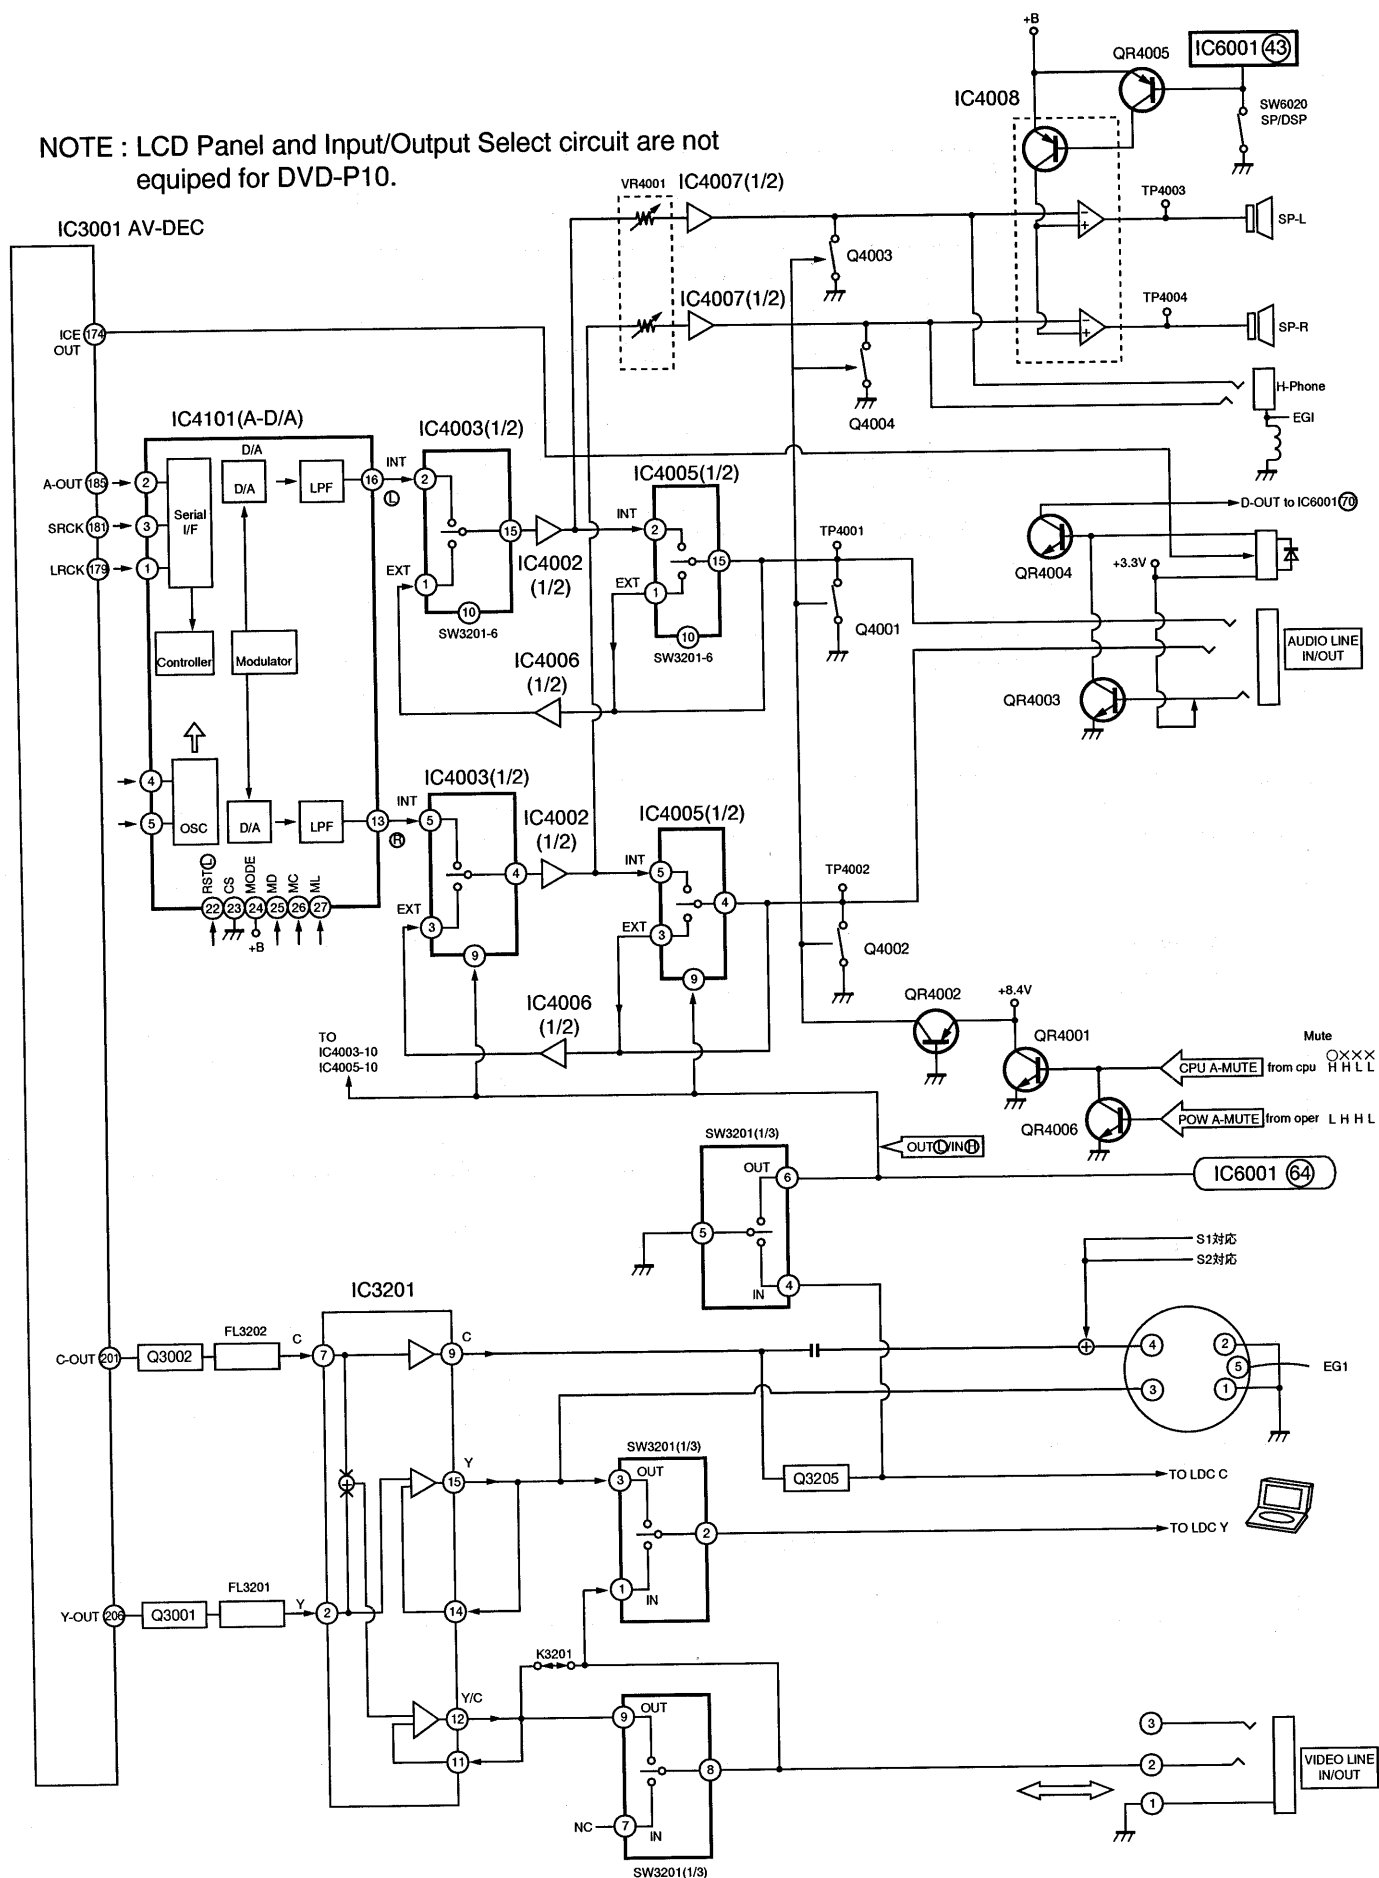 NOTE : LCD Panel and Input/Output Select circuit are not
equiped for DVD-P10.
+B
QR4005
IC6001 43
IC4008
SW6020
SP/DSP
VR4001
IC4007(1/2)
TP4003
SP-L
IC3001 AV-DEC
Q4003
IC4007(1/2)
TP4004
SP-R
ICE
OUT
174
H-Phone
EGI
Q4004
IC4101(A-D/A)
IC4003(1/2)
IC4005(1/2)
D/A
A-OUT 185
2
Serial
I/F
D/A
LPF
16
INT
L
2
SRCK 181
3
15
IC4002
(1/2)
INT
2
15
TP4001
D-OUT to IC6001 70
QR4004
+3.3V
LRCK 179
1
EXT
1
10
SW3201-6
EXT
1
10
SW3201-6
Q4001
AUDIO LINE
IN/OUT
Controller
Modulator
IC4006
(1/2)
QR4003
4
5
OSC
D/A
LPF
13
INT
R
IC4003(1/2)
5
4
IC4002
(1/2)
IC4005(1/2)
INT
5
4
TP4002
RST L
CS
MODE
MD
MC
ML
22
23
24
25
26
27
+B
EXT
3
9
EXT
3
9
Q4002
IC4006
(1/2)
TO
IC4003-10
IC4005-10
QR4002
+8.4V
QR4001
Mute
○XXX
CPU A-MUTE from cpu H H L L
QR4006
POW A-MUTE from oper L H H L
SW3201(1/3)
OUT
6
5
IN
4
OUT L/IN H
IC6001 64
S1対応
S2対応
IC3201
C-OUT 201
Q3002
FL3202
C
7
9
C
4
2
5
3
1
EG1
SW3201(1/3)
15
Y
3
OUT
2
1
IN
Q3205
TO LDC C
TO LDC Y
Y-OUT 206
Q3001
FL3201
Y
2
14
K3201
Y/C
12
11
9
OUT
8
NC
7
IN
SW3201(1/3)
3
2
1
VIDEO LINE
IN/OUT